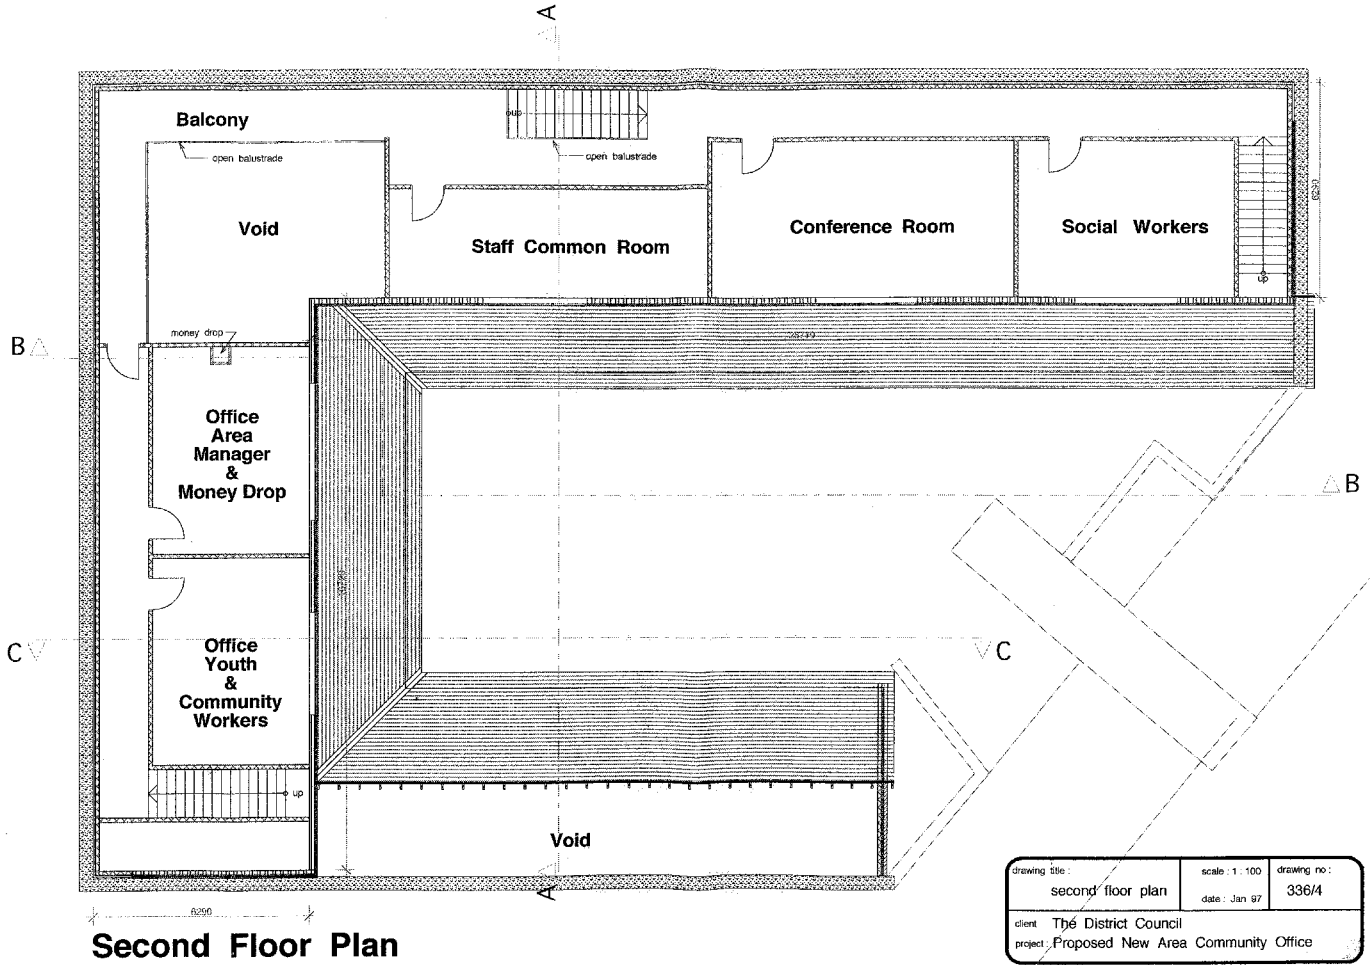 A
Balcony
open balustrade
up
open balustrade
Void
Staff Common Room
Conference Room
Social Workers
6290
up
money drop
B
Office
Area
Manager
&
Money Drop
B
C
Office
Youth
&
Community
Workers
C
up
Void
A
6290
Second Floor Plan
drawing title :
second floor plan
scale : 1 : 100
date : Jan 97
drawing no :
336/4
client The District Council
project : Proposed New Area Community Office